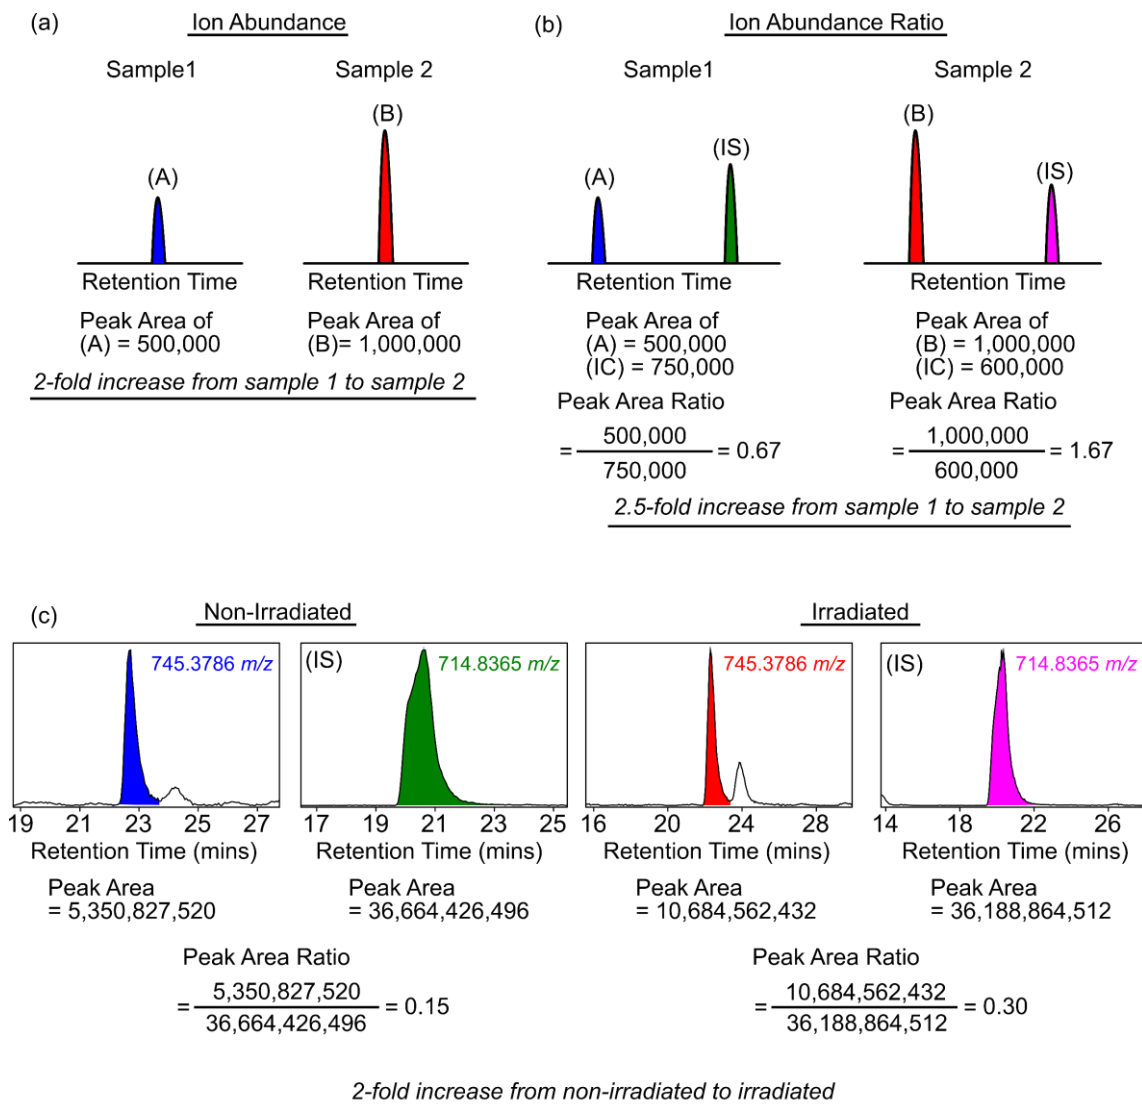 (a)
Ion Abundance
Sample1
Sample 2
(A)
(B)
Retention Time
Retention Time
Peak Area of
(A) = 500,000
Peak Area of
(B)= 1,000,000
2-fold increase from sample 1 to sample 2
(b)
Ion Abundance Ratio
Sample1
Sample 2
(A)
(IS)
(B)
(IS)
Retention Time
Retention Time
Peak Area of
(A) = 500,000
(IC) = 750,000
Peak Area Ratio
= 500,000 / 750,000 = 0.67
Peak Area of
(B) = 1,000,000
(IC) = 600,000
Peak Area Ratio
= 1,000,000 / 600,000 = 1.67
2.5-fold increase from sample 1 to sample 2
(c)
Non-Irradiated
Irradiated
745.3786 m/z
(IS)
714.8365 m/z
745.3786 m/z
(IS)
714.8365 m/z
19 21 23 25 27
17 19 21 23 25
16 20 24 28
14 18 22 26
Retention Time (mins)
Retention Time (mins)
Retention Time (mins)
Retention Time (mins)
Peak Area
= 5,350,827,520
Peak Area
= 36,664,426,496
Peak Area
= 10,684,562,432
Peak Area
= 36,188,864,512
Peak Area Ratio
= 5,350,827,520 / 36,664,426,496 = 0.15
Peak Area Ratio
= 10,684,562,432 / 36,188,864,512 = 0.30
2-fold increase from non-irradiated to irradiated